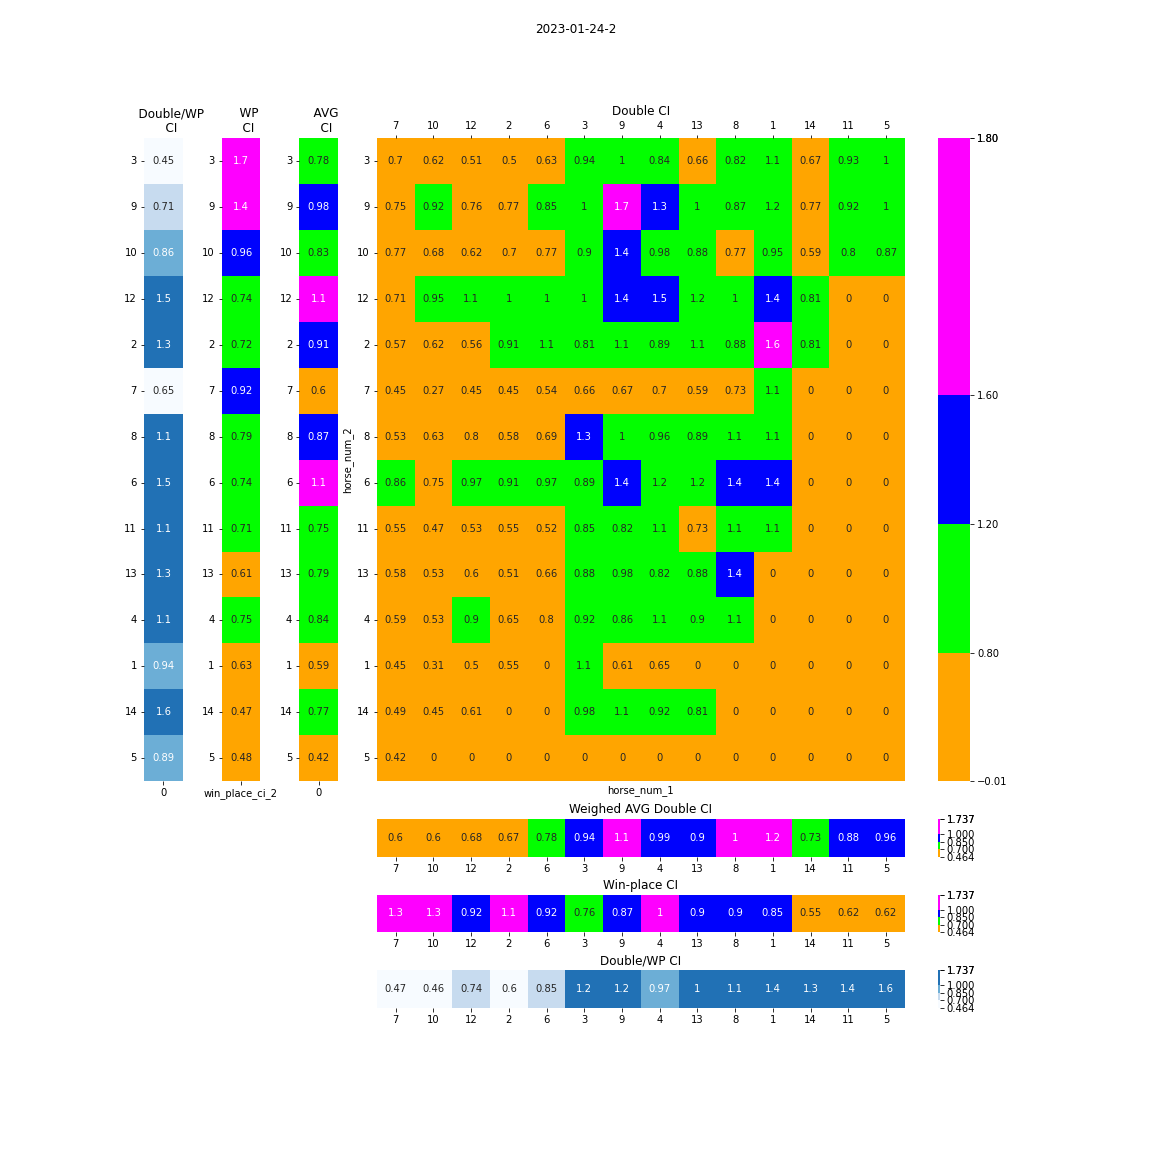 2023-01-24-2
Double/WP CI WP CI AVG CI Double CI
7 10 12 2 6 3 9 4 13 8 1 14 11 5
1.80
3 0.45 3 1.7 3 0.78 3 0.7 0.62 0.51 0.5 0.63 0.94 1 0.84 0.66 0.82 1.1 0.67 0.93 1
9 0.71 9 1.4 9 0.98 9 0.75 0.92 0.76 0.77 0.85 1 1.7 1.3 1 0.87 1.2 0.77 0.92 1
10 0.86 10 0.96 10 0.83 10 0.77 0.68 0.62 0.7 0.77 0.9 1.4 0.98 0.88 0.77 0.95 0.59 0.8 0.87
12 1.5 12 0.74 12 1.1 12 0.71 0.95 1.1 1 1 1 1.4 1.5 1.2 1 1.4 0.81 0 0
2 1.3 2 0.72 2 0.91 2 0.57 0.62 0.56 0.91 1.1 0.81 1.1 0.89 1.1 0.88 1.6 0.81 0 0
7 0.65 7 0.92 7 0.6 7 0.45 0.27 0.45 0.45 0.54 0.66 0.67 0.7 0.59 0.73 1.1 0 0 0
1.60
8 1.1 8 0.79 8 0.87 8 0.53 0.63 0.8 0.58 0.69 1.3 1 0.96 0.89 1.1 1.1 0 0 0
horse_num_2
6 1.5 6 0.74 6 1.1 6 0.86 0.75 0.97 0.91 0.97 0.89 1.4 1.2 1.2 1.4 1.4 0 0 0
1.20
11 1.1 11 0.71 11 0.75 11 0.55 0.47 0.53 0.55 0.52 0.85 0.82 1.1 0.73 1.1 1.1 0 0 0
13 1.3 13 0.61 13 0.79 13 0.58 0.53 0.6 0.51 0.66 0.88 0.98 0.82 0.88 1.4 0 0 0 0
4 1.1 4 0.75 4 0.84 4 0.59 0.53 0.9 0.65 0.8 0.92 0.86 1.1 0.9 1.1 0 0 0 0
0.80
1 0.94 1 0.63 1 0.59 1 0.45 0.31 0.5 0.55 0 1.1 0.61 0.65 0 0 0 0 0 0
14 1.6 14 0.47 14 0.77 14 0.49 0.45 0.61 0 0 0.98 1.1 0.92 0.81 0 0 0 0 0
5 0.89 5 0.48 5 0.42 5 0.42 0 0 0 0 0 0 0 0 0 0 0 0 0
−0.01
0 win_place_ci_2 0 horse_num_1
Weighed AVG Double CI
0.6 0.6 0.68 0.67 0.78 0.94 1.1 0.99 0.9 1 1.2 0.73 0.88 0.96
7 10 12 2 6 3 9 4 13 8 1 14 11 5
1.737
1.000
0.850
0.700
0.464
Win-place CI
1.3 1.3 0.92 1.1 0.92 0.76 0.87 1 0.9 0.9 0.85 0.55 0.62 0.62
7 10 12 2 6 3 9 4 13 8 1 14 11 5
1.737
1.000
0.850
0.700
0.464
Double/WP CI
0.47 0.46 0.74 0.6 0.85 1.2 1.2 0.97 1 1.1 1.4 1.3 1.4 1.6
7 10 12 2 6 3 9 4 13 8 1 14 11 5
1.737
1.000
0.850
0.700
0.464